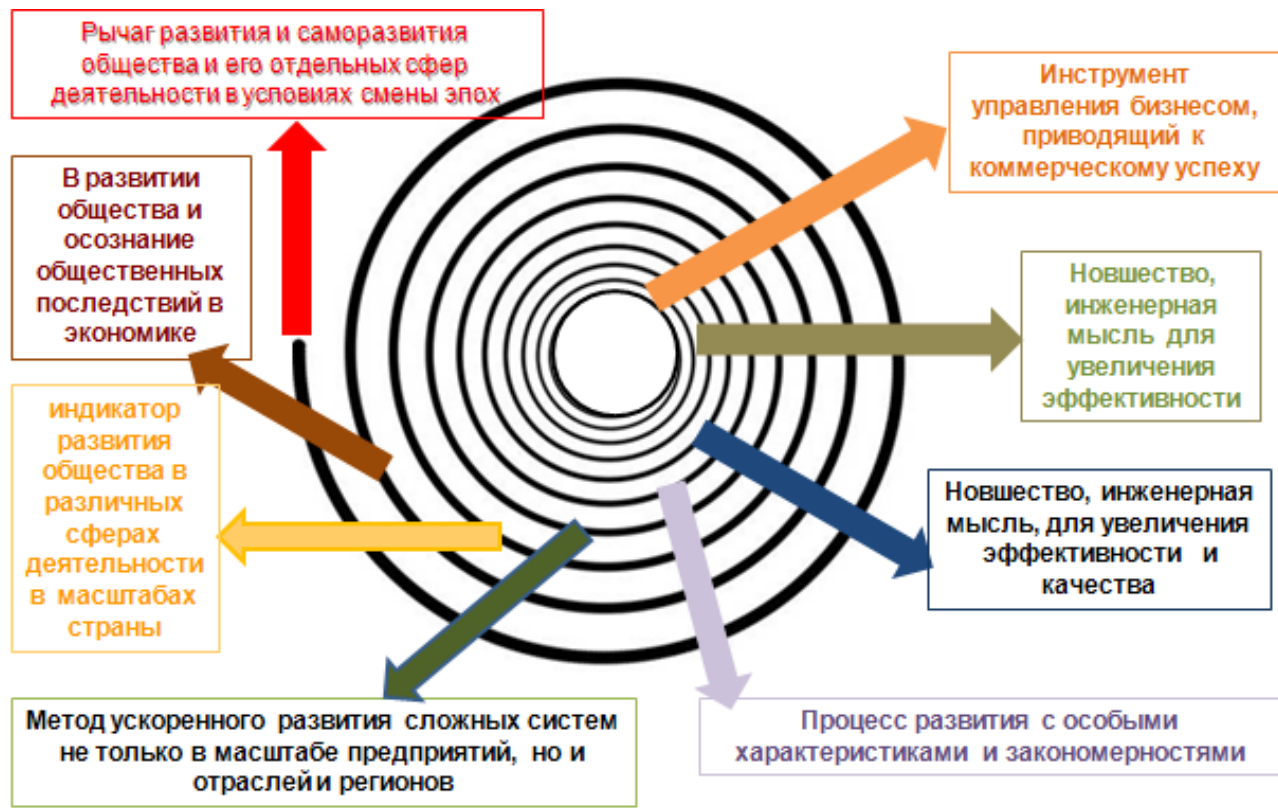 Рычаг развития и саморазвития
общества и его отдельных сфер
деятельности в условиях смены эпох
Инструмент
управления бизнесом,
приводящий к
коммерческому успеху
В развитии
общества и
осознание
общественных
последствий в
экономике
Новшество,
инженерная
мысль для
увеличения
эффективности
индикатор
развития
общества в
различных
сферах
деятельности
в масштабах
страны
Новшество, инженерная
мысль, для увеличения
эффективности и
качества
Метод ускоренного развития сложных систем
не только в масштабе предприятий, но и
отраслей и регионов
Процесс развития с особыми
характеристиками и закономерностями